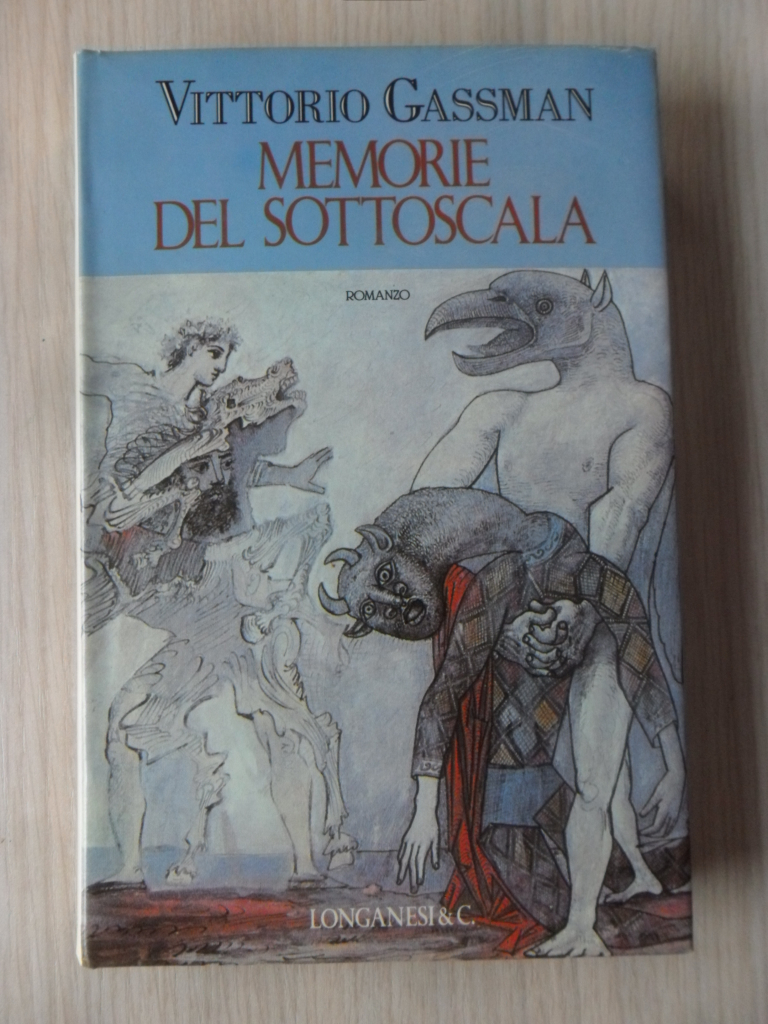 VITTORIO GASSMAN
MEMORIE
DEL SOTTOSCALA
ROMANZO
LONGANESI & C.